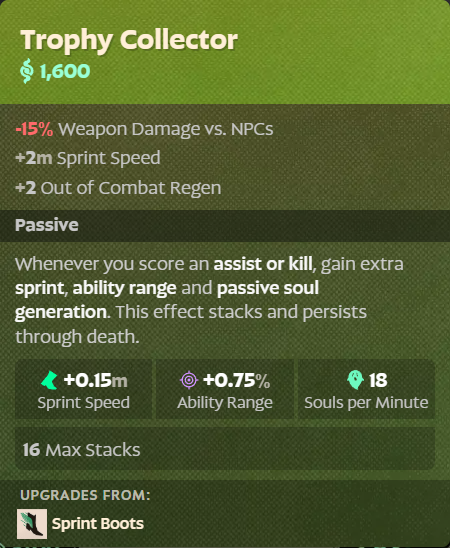 Trophy Collector
1,600
-15% Weapon Damage vs. NPCs
+2m Sprint Speed
+2 Out of Combat Regen
Passive
Whenever you score an assist or kill, gain extra
sprint, ability range and passive soul
generation. This effect stacks and persists
through death.
+0.15m +0.75% 18
Sprint Speed Ability Range Souls per Minute
16 Max Stacks
UPGRADES FROM:
Sprint Boots